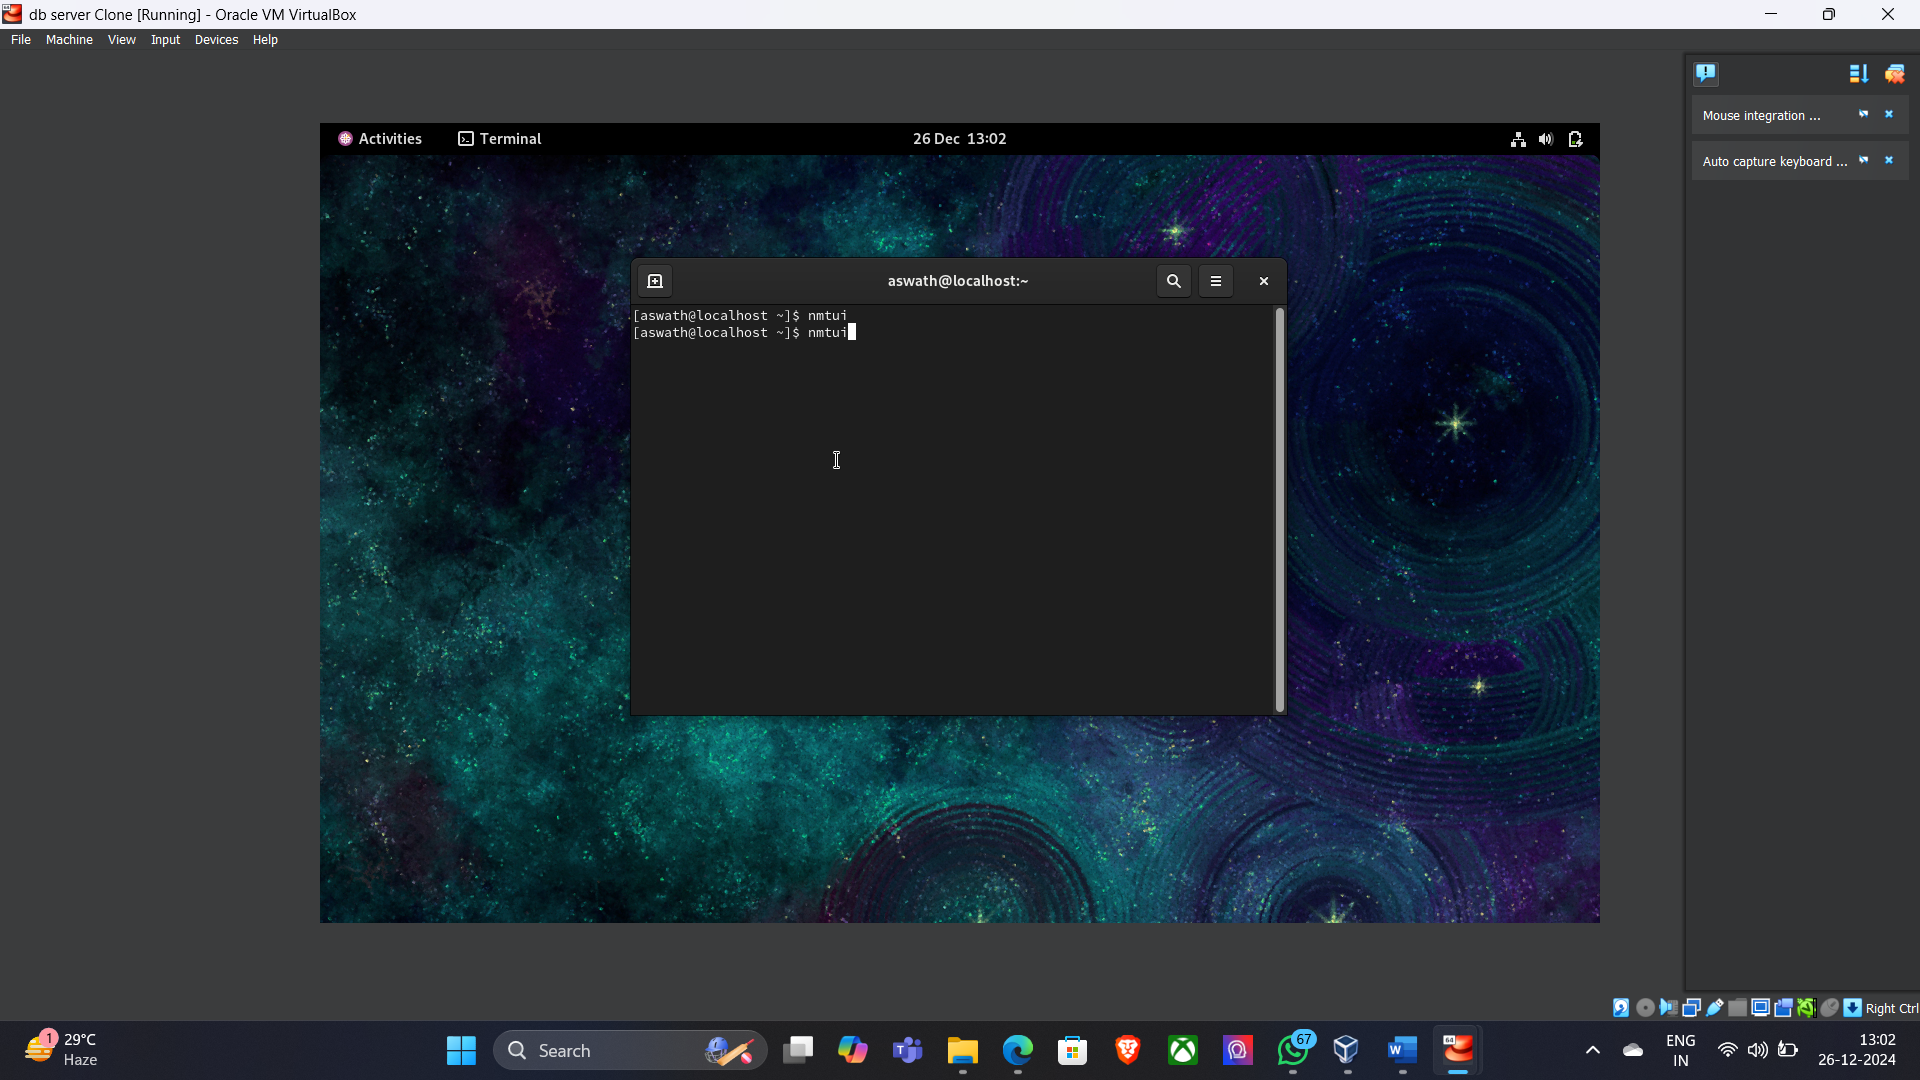 db server Clone [Running] - Oracle VM VirtualBox
File Machine View Input Devices Help
Mouse integration ...
Auto capture keyboard ...
Activities Terminal 26 Dec 13:02
aswath@localhost:~
[aswath@localhost ~]$ nmtui
[aswath@localhost ~]$ nmtui
Right Ctrl
1
29°C
Haze
Search
67
64
ENG
IN
13:02
26-12-2024